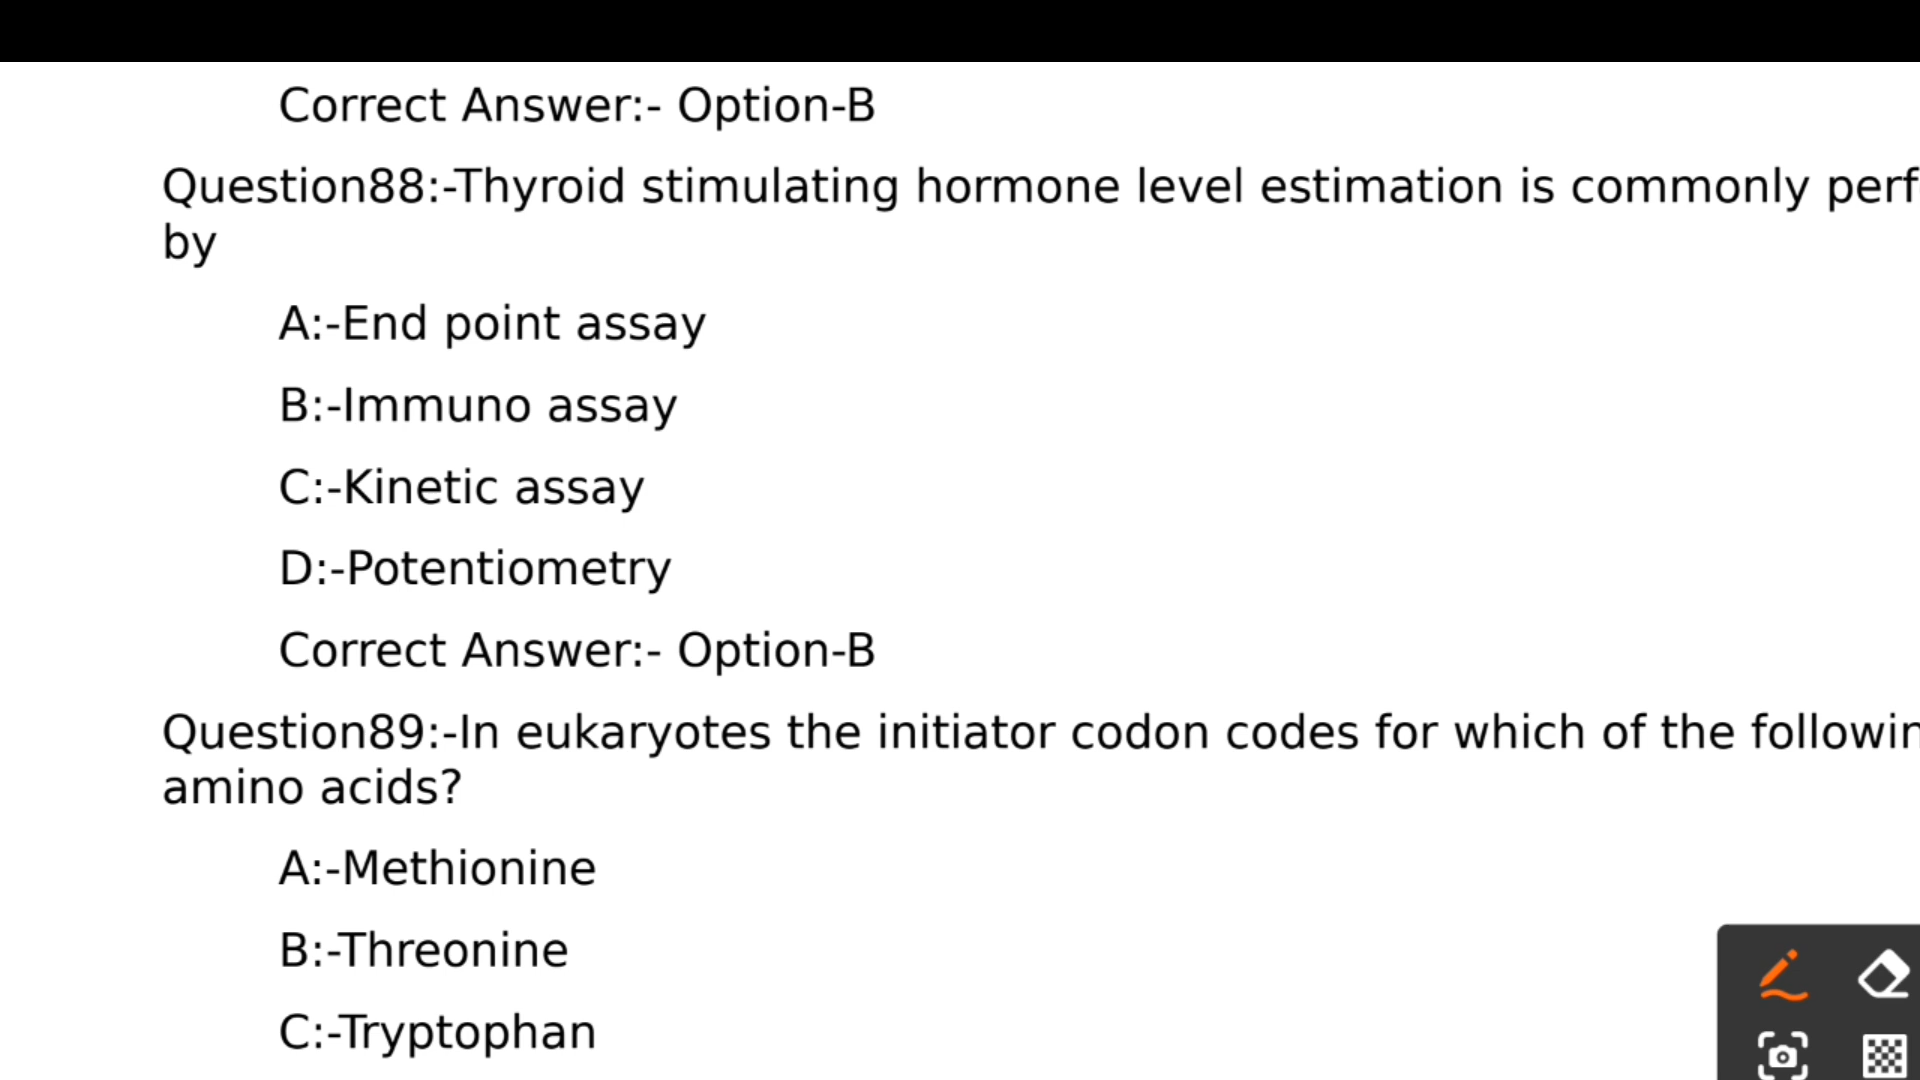 Correct Answer:- Option-B
Question88:-Thyroid stimulating hormone level estimation is commonly
by
A:-End point assay
B:-Immuno assay
C:-Kinetic assay
D:-Potentiometry
Correct Answer:- Option-B
Question89:-In eukaryotes the initiator codon codes for which of the
amino acids?
A:-Methionine
B:-Threonine
C:-Tryptophan